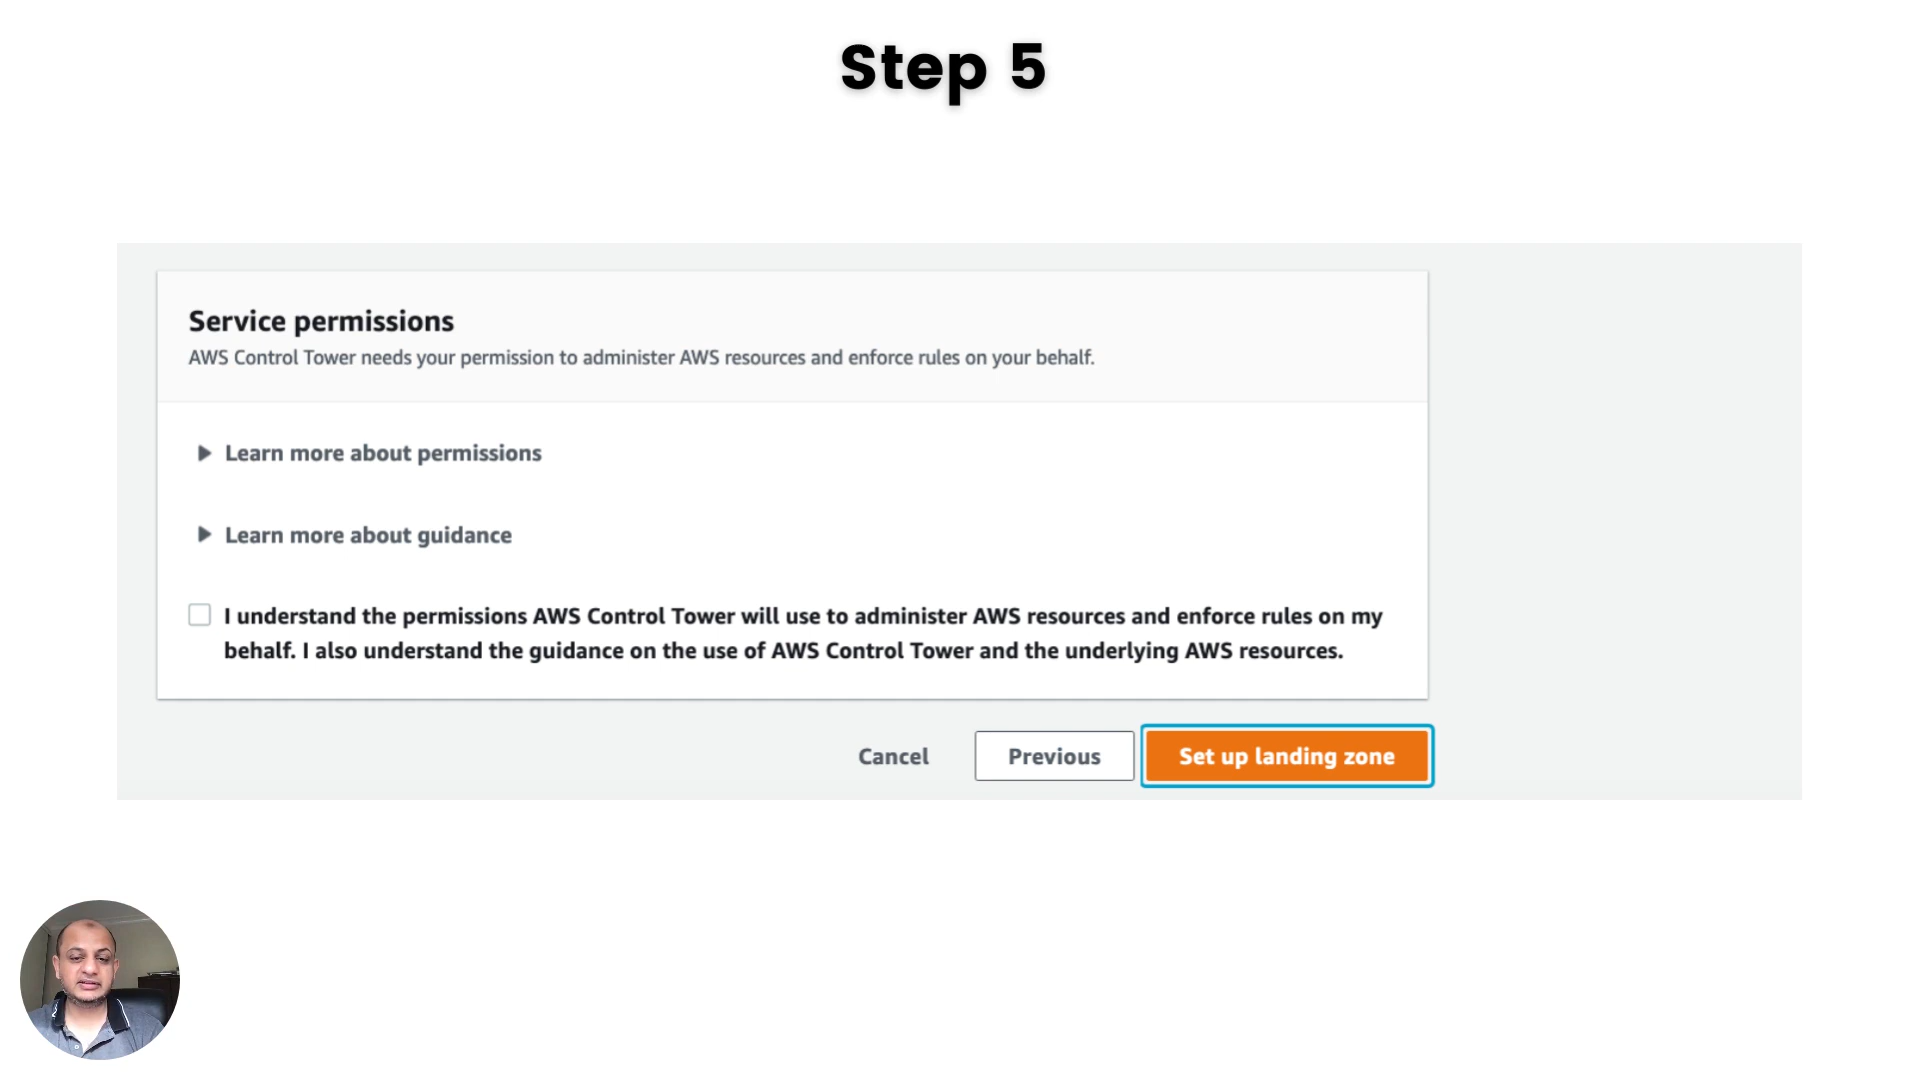 Step 5
Service permissions
AWS Control Tower needs your permission to administer AWS resources and enforce rules on your behalf.
Learn more about permissions
Learn more about guidance
I understand the permissions AWS Control Tower will use to administer AWS resources and enforce rules on my
behalf. I also understand the guidance on the use of AWS Control Tower and the underlying AWS resources.
Cancel
Previous
Set up landing zone